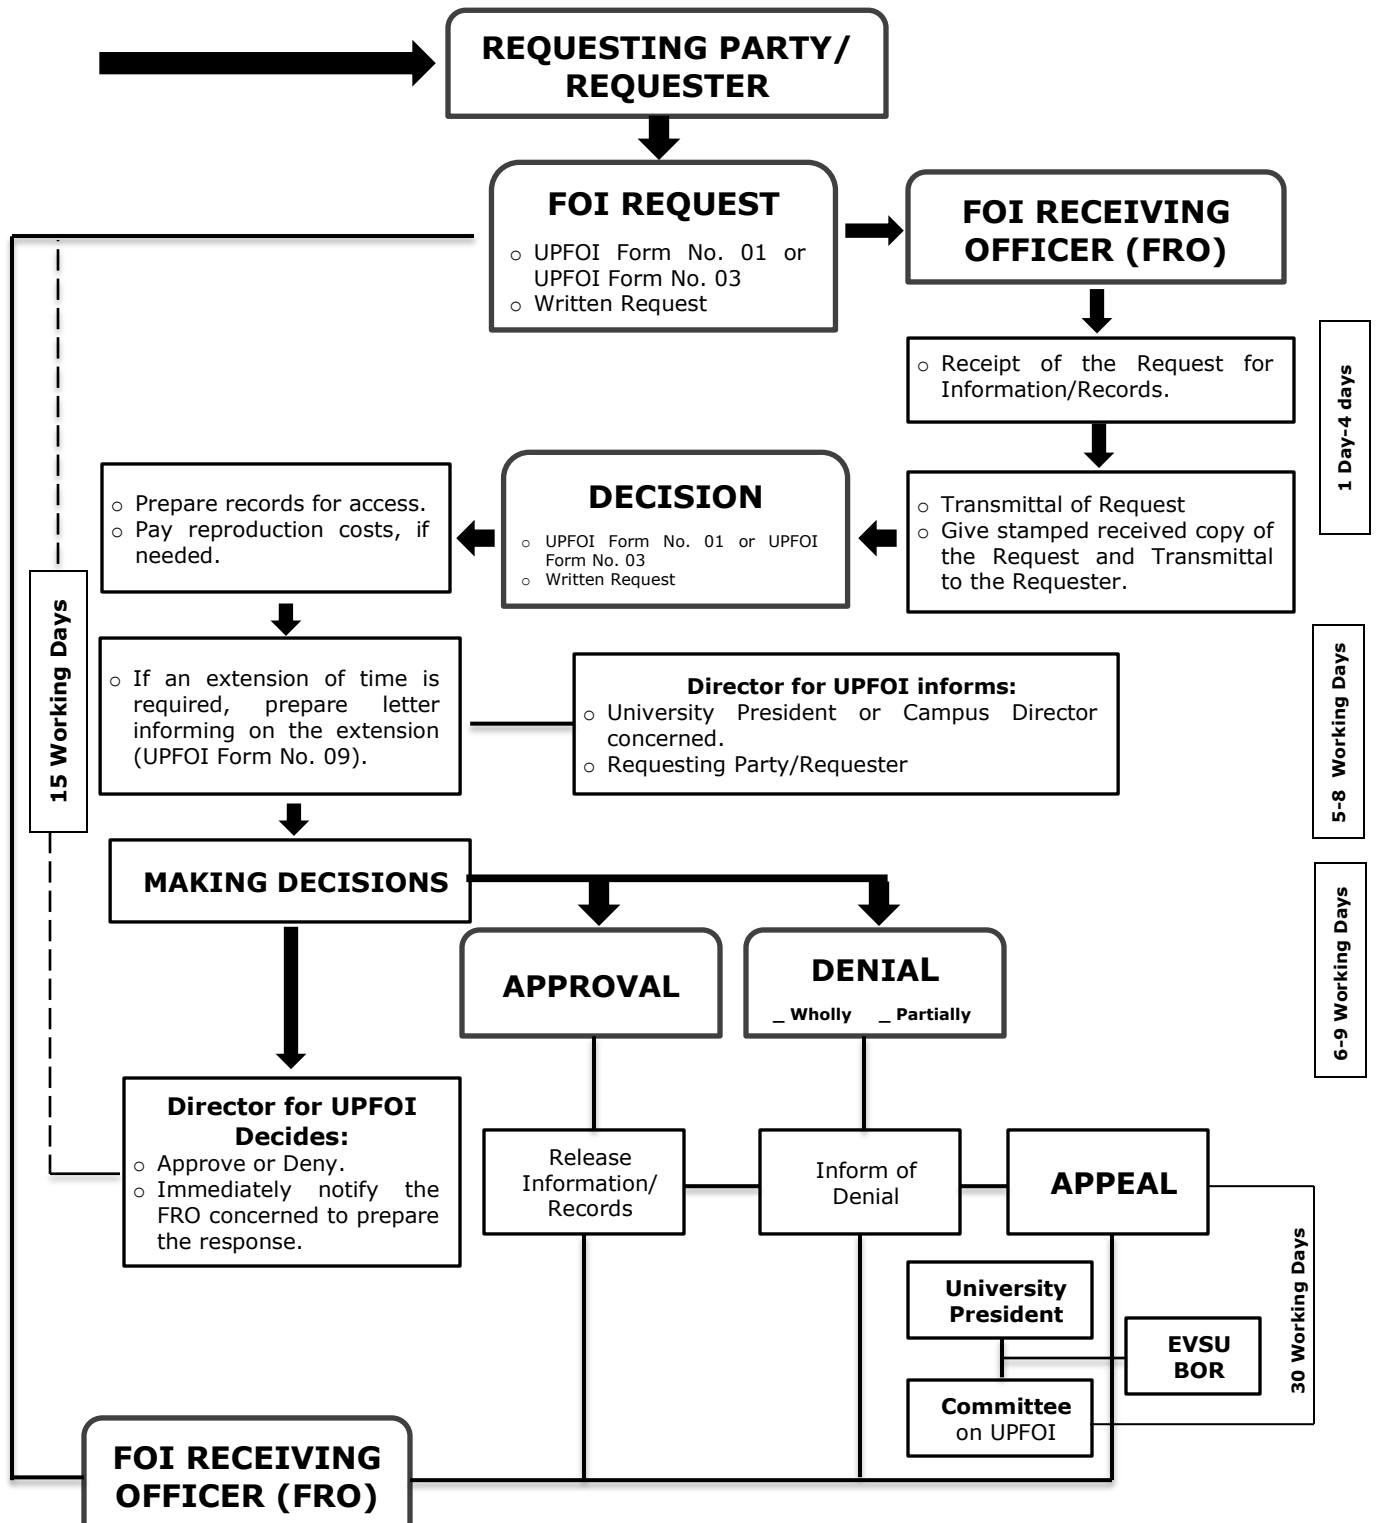 REQUESTING PARTY/
REQUESTER
FOI REQUEST
o UPFOI Form No. 01 or
UPFOI Form No. 03
o Written Request
FOI RECEIVING
OFFICER (FRO)
o Receipt of the Request for
Information/Records.
1 Day-4 days
o Transmittal of Request
o Give stamped received copy of
the Request and Transmittal
to the Requester.
DECISION
o UPFOI Form No. 01 or UPFOI
Form No. 03
o Written Request
o Prepare records for access.
o Pay reproduction costs, if
needed.
15 Working Days
o If an extension of time is
required, prepare letter
informing on the extension
(UPFOI Form No. 09).
Director for UPFOI informs:
o University President or Campus Director
concerned.
o Requesting Party/Requester
5-8 Working Days
MAKING DECISIONS
APPROVAL
DENIAL
_ Wholly _ Partially
6-9 Working Days
Director for UPFOI
Decides:
o Approve or Deny.
o Immediately notify the
FRO concerned to prepare
the response.
Release
Information/
Records
Inform of
Denial
APPEAL
University
President
EVSU
BOR
Committee
on UPFOI
30 Working Days
FOI RECEIVING
OFFICER (FRO)